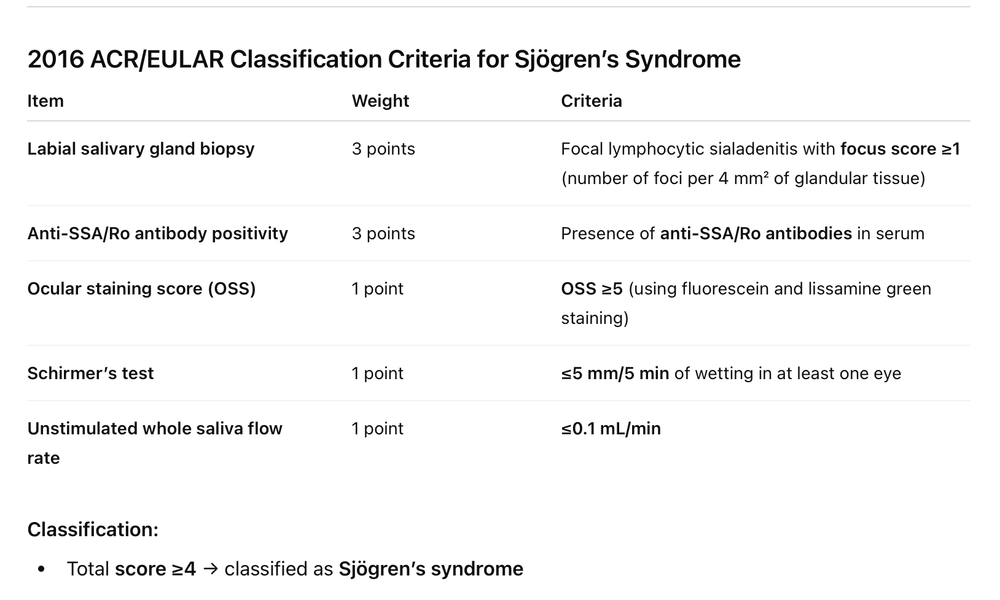 2016 ACR/EULAR Classification Criteria for Sjögren’s Syndrome
Item Weight Criteria
Labial salivary gland biopsy 3 points Focal lymphocytic sialadenitis with focus score ≥1
(number of foci per 4 mm² of glandular tissue)
Anti-SSA/Ro antibody positivity 3 points Presence of anti-SSA/Ro antibodies in serum
Ocular staining score (OSS) 1 point OSS ≥5 (using fluorescein and lissamine green
staining)
Schirmer’s test 1 point ≤5 mm/5 min of wetting in at least one eye
Unstimulated whole saliva flow 1 point ≤0.1 mL/min
rate
Classification:
• Total score ≥4 → classified as Sjögren’s syndrome